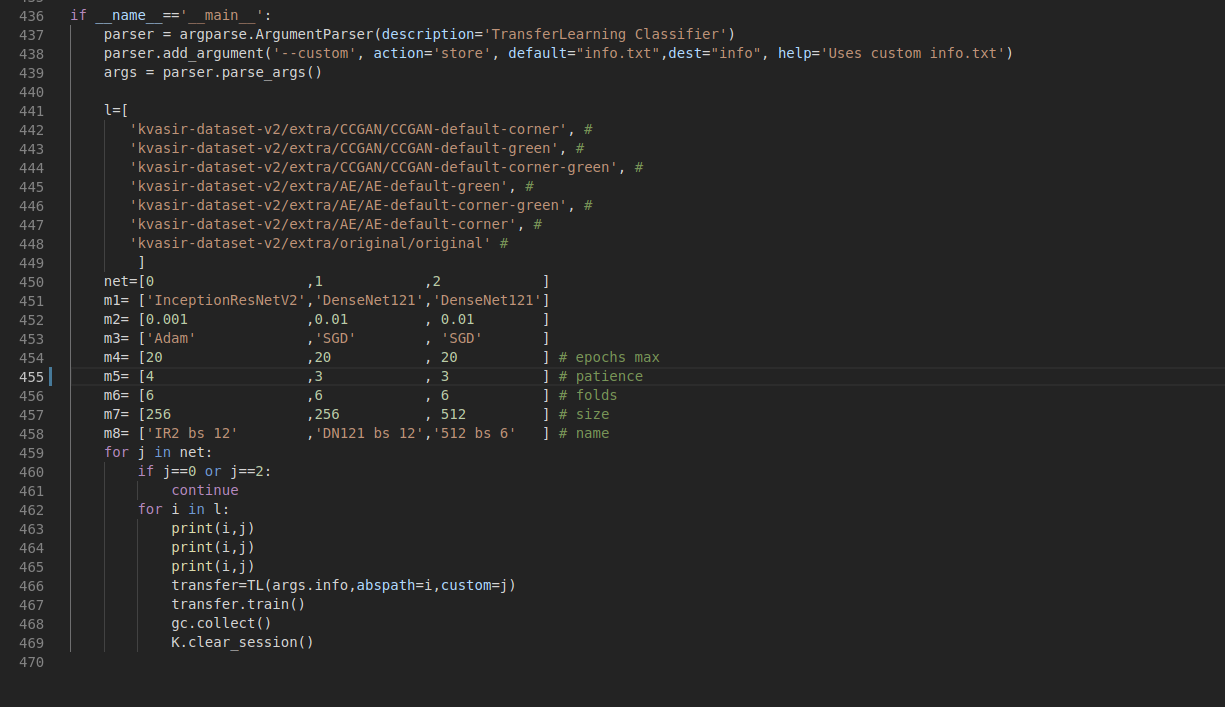 436 if __name__=='__main__':
437     parser = argparse.ArgumentParser(description='TransferLearning Classifier')
438     parser.add_argument('--custom', action='store', default="info.txt",dest="info", help='Uses custom info.txt')
439     args = parser.parse_args()
440
441     l=[
442        'kvasir-dataset-v2/extra/CCGAN/CCGAN-default-corner', #
443        'kvasir-dataset-v2/extra/CCGAN/CCGAN-default-green', #
444        'kvasir-dataset-v2/extra/CCGAN/CCGAN-default-corner-green', #
445        'kvasir-dataset-v2/extra/AE/AE-default-green', #
446        'kvasir-dataset-v2/extra/AE/AE-default-corner-green', #
447        'kvasir-dataset-v2/extra/AE/AE-default-corner', #
448        'kvasir-dataset-v2/extra/original/original' #
449         ]
450     net=[0                  ,1            ,2            ]
451     m1= ['InceptionResNetV2','DenseNet121','DenseNet121']
452     m2= [0.001              ,0.01         , 0.01        ]
453     m3= ['Adam'             ,'SGD'        , 'SGD'       ]
454     m4= [20                 ,20           , 20          ] # epochs max
455     m5= [4                  ,3            , 3           ] # patience
456     m6= [6                  ,6            , 6           ] # folds
457     m7= [256                ,256          , 512         ] # size
458     m8= ['IR2 bs 12'        ,'DN121 bs 12','512 bs 6'   ] # name
459     for j in net:
460         if j==0 or j==2:
461             continue
462         for i in l:
463             print(i,j)
464             print(i,j)
465             print(i,j)
466             transfer=TL(args.info,abspath=i,custom=j)
467             transfer.train()
468             gc.collect()
469             K.clear_session()
470